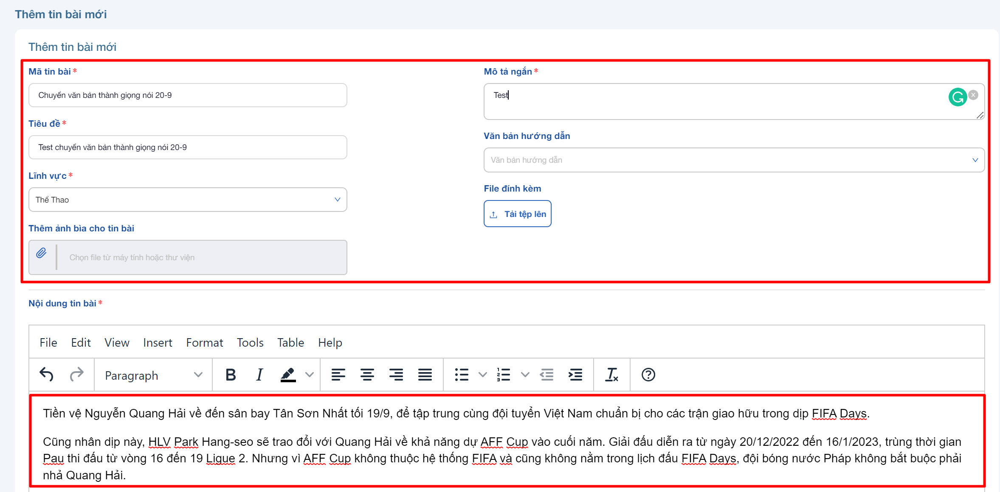 Thêm tin bài mới
Thêm tin bài mới
Mã tin bài *
Chuyển văn bản thành giọng nói 20-9
Tiêu đề *
Test chuyển văn bản thành giọng nói 20-9
Lĩnh vực *
Thể Thao
Thêm ảnh bìa cho tin bài
Chọn file từ máy tính hoặc thư viện
Mô tả ngắn *
Test
Văn bản hướng dẫn
Văn bản hướng dẫn
File đính kèm
Tải tệp lên
Nội dung tin bài *
File Edit View Insert Format Tools Table Help
Paragraph
Tiền vệ Nguyễn Quang Hải về đến sân bay Tân Sơn Nhất tối 19/9, để tập trung cùng đội tuyển Việt Nam chuẩn bị cho các trận giao hữu trong dịp FIFA Days.
Cũng nhân dịp này, HLV Park Hang-seo sẽ trao đổi với Quang Hải về khả năng dự AFF Cup vào cuối năm. Giải đấu diễn ra từ ngày 20/12/2022 đến 16/1/2023, trùng thời gian
Pau thi đấu từ vòng 16 đến 19 Ligue 2. Nhưng vì AFF Cup không thuộc hệ thống FIFA và cũng không nằm trong lịch đấu FIFA Days, đội bóng nước Pháp không bắt buộc phải
nhả Quang Hải.